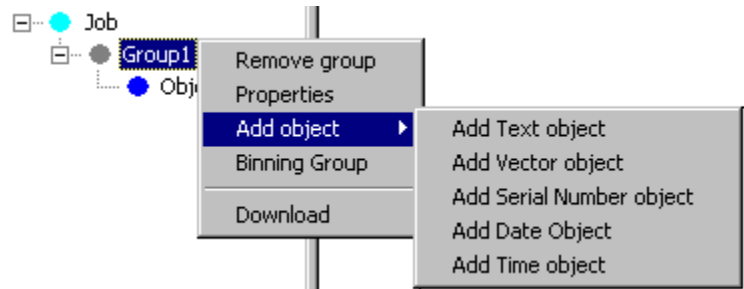 Job
Group1
Obj
Remove group
Properties
Add object
Binning Group
Download
Add Text object
Add Vector object
Add Serial Number object
Add Date Object
Add Time object